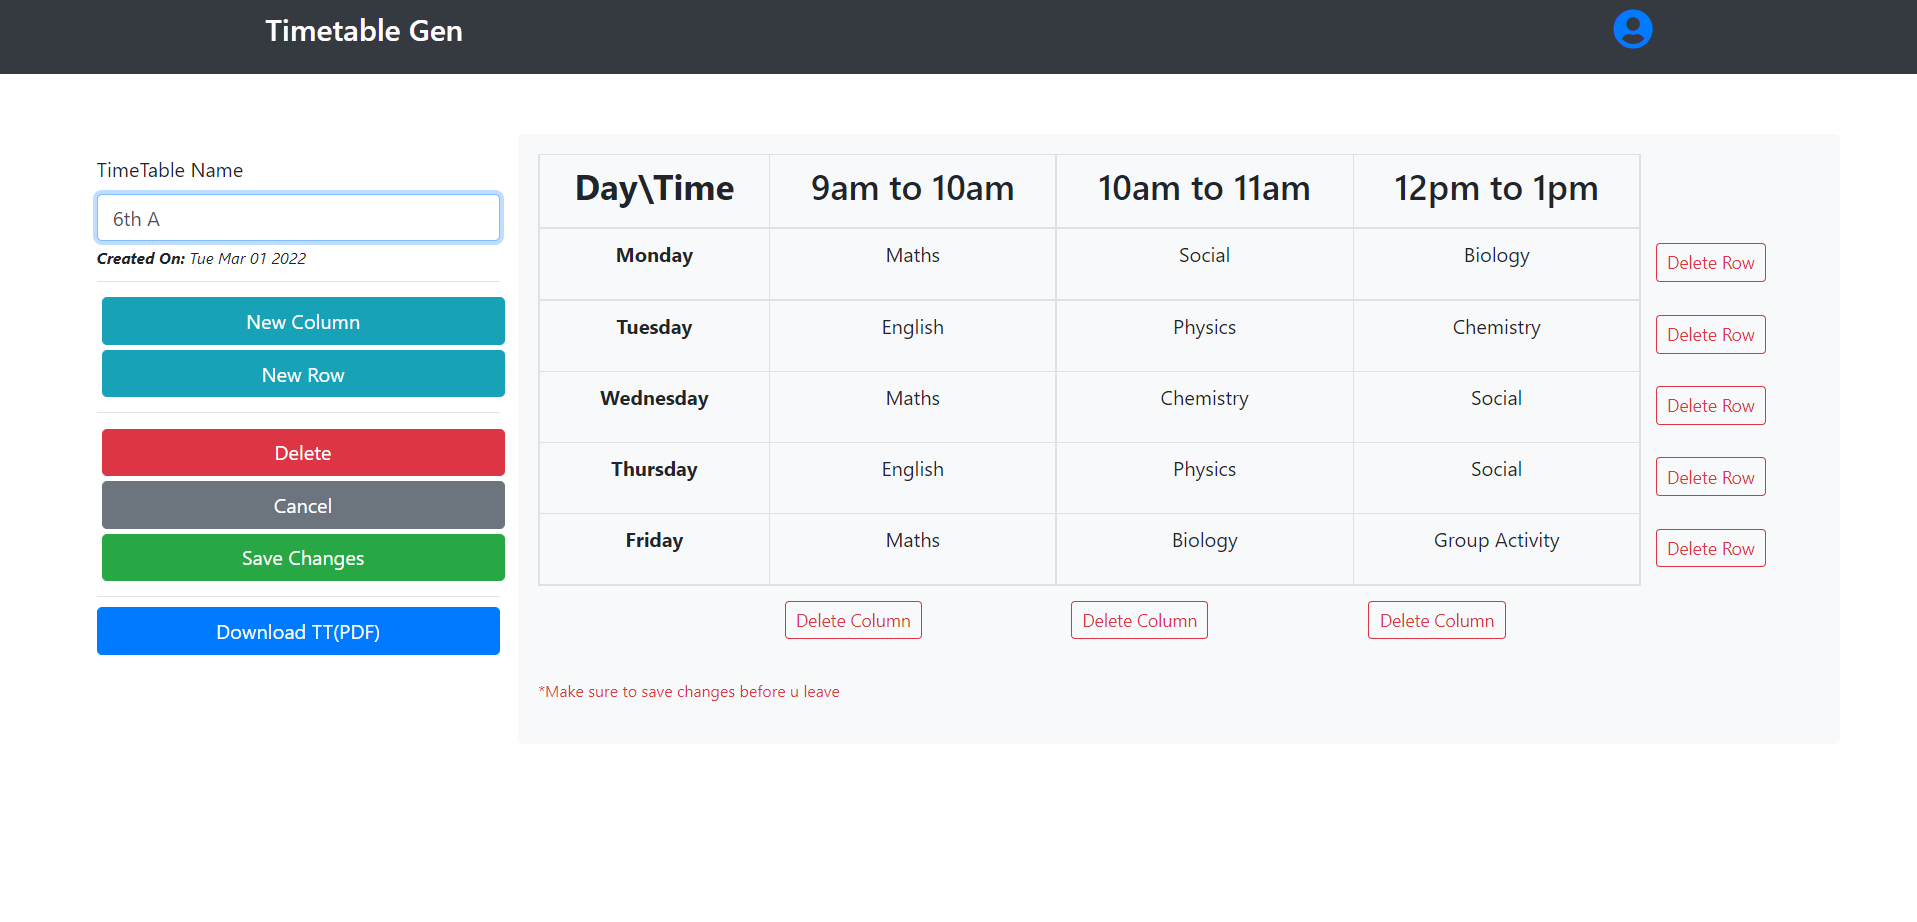 Timetable Gen
TimeTable Name
6th A
Created On: Tue Mar 01 2022
New Column
New Row
Delete
Cancel
Save Changes
Download TT(PDF)
Day\Time 9am to 10am 10am to 11am 12pm to 1pm
Monday Maths Social Biology Delete Row
Tuesday English Physics Chemistry Delete Row
Wednesday Maths Chemistry Social Delete Row
Thursday English Physics Social Delete Row
Friday Maths Biology Group Activity Delete Row
Delete Column Delete Column Delete Column
*Make sure to save changes before u leave